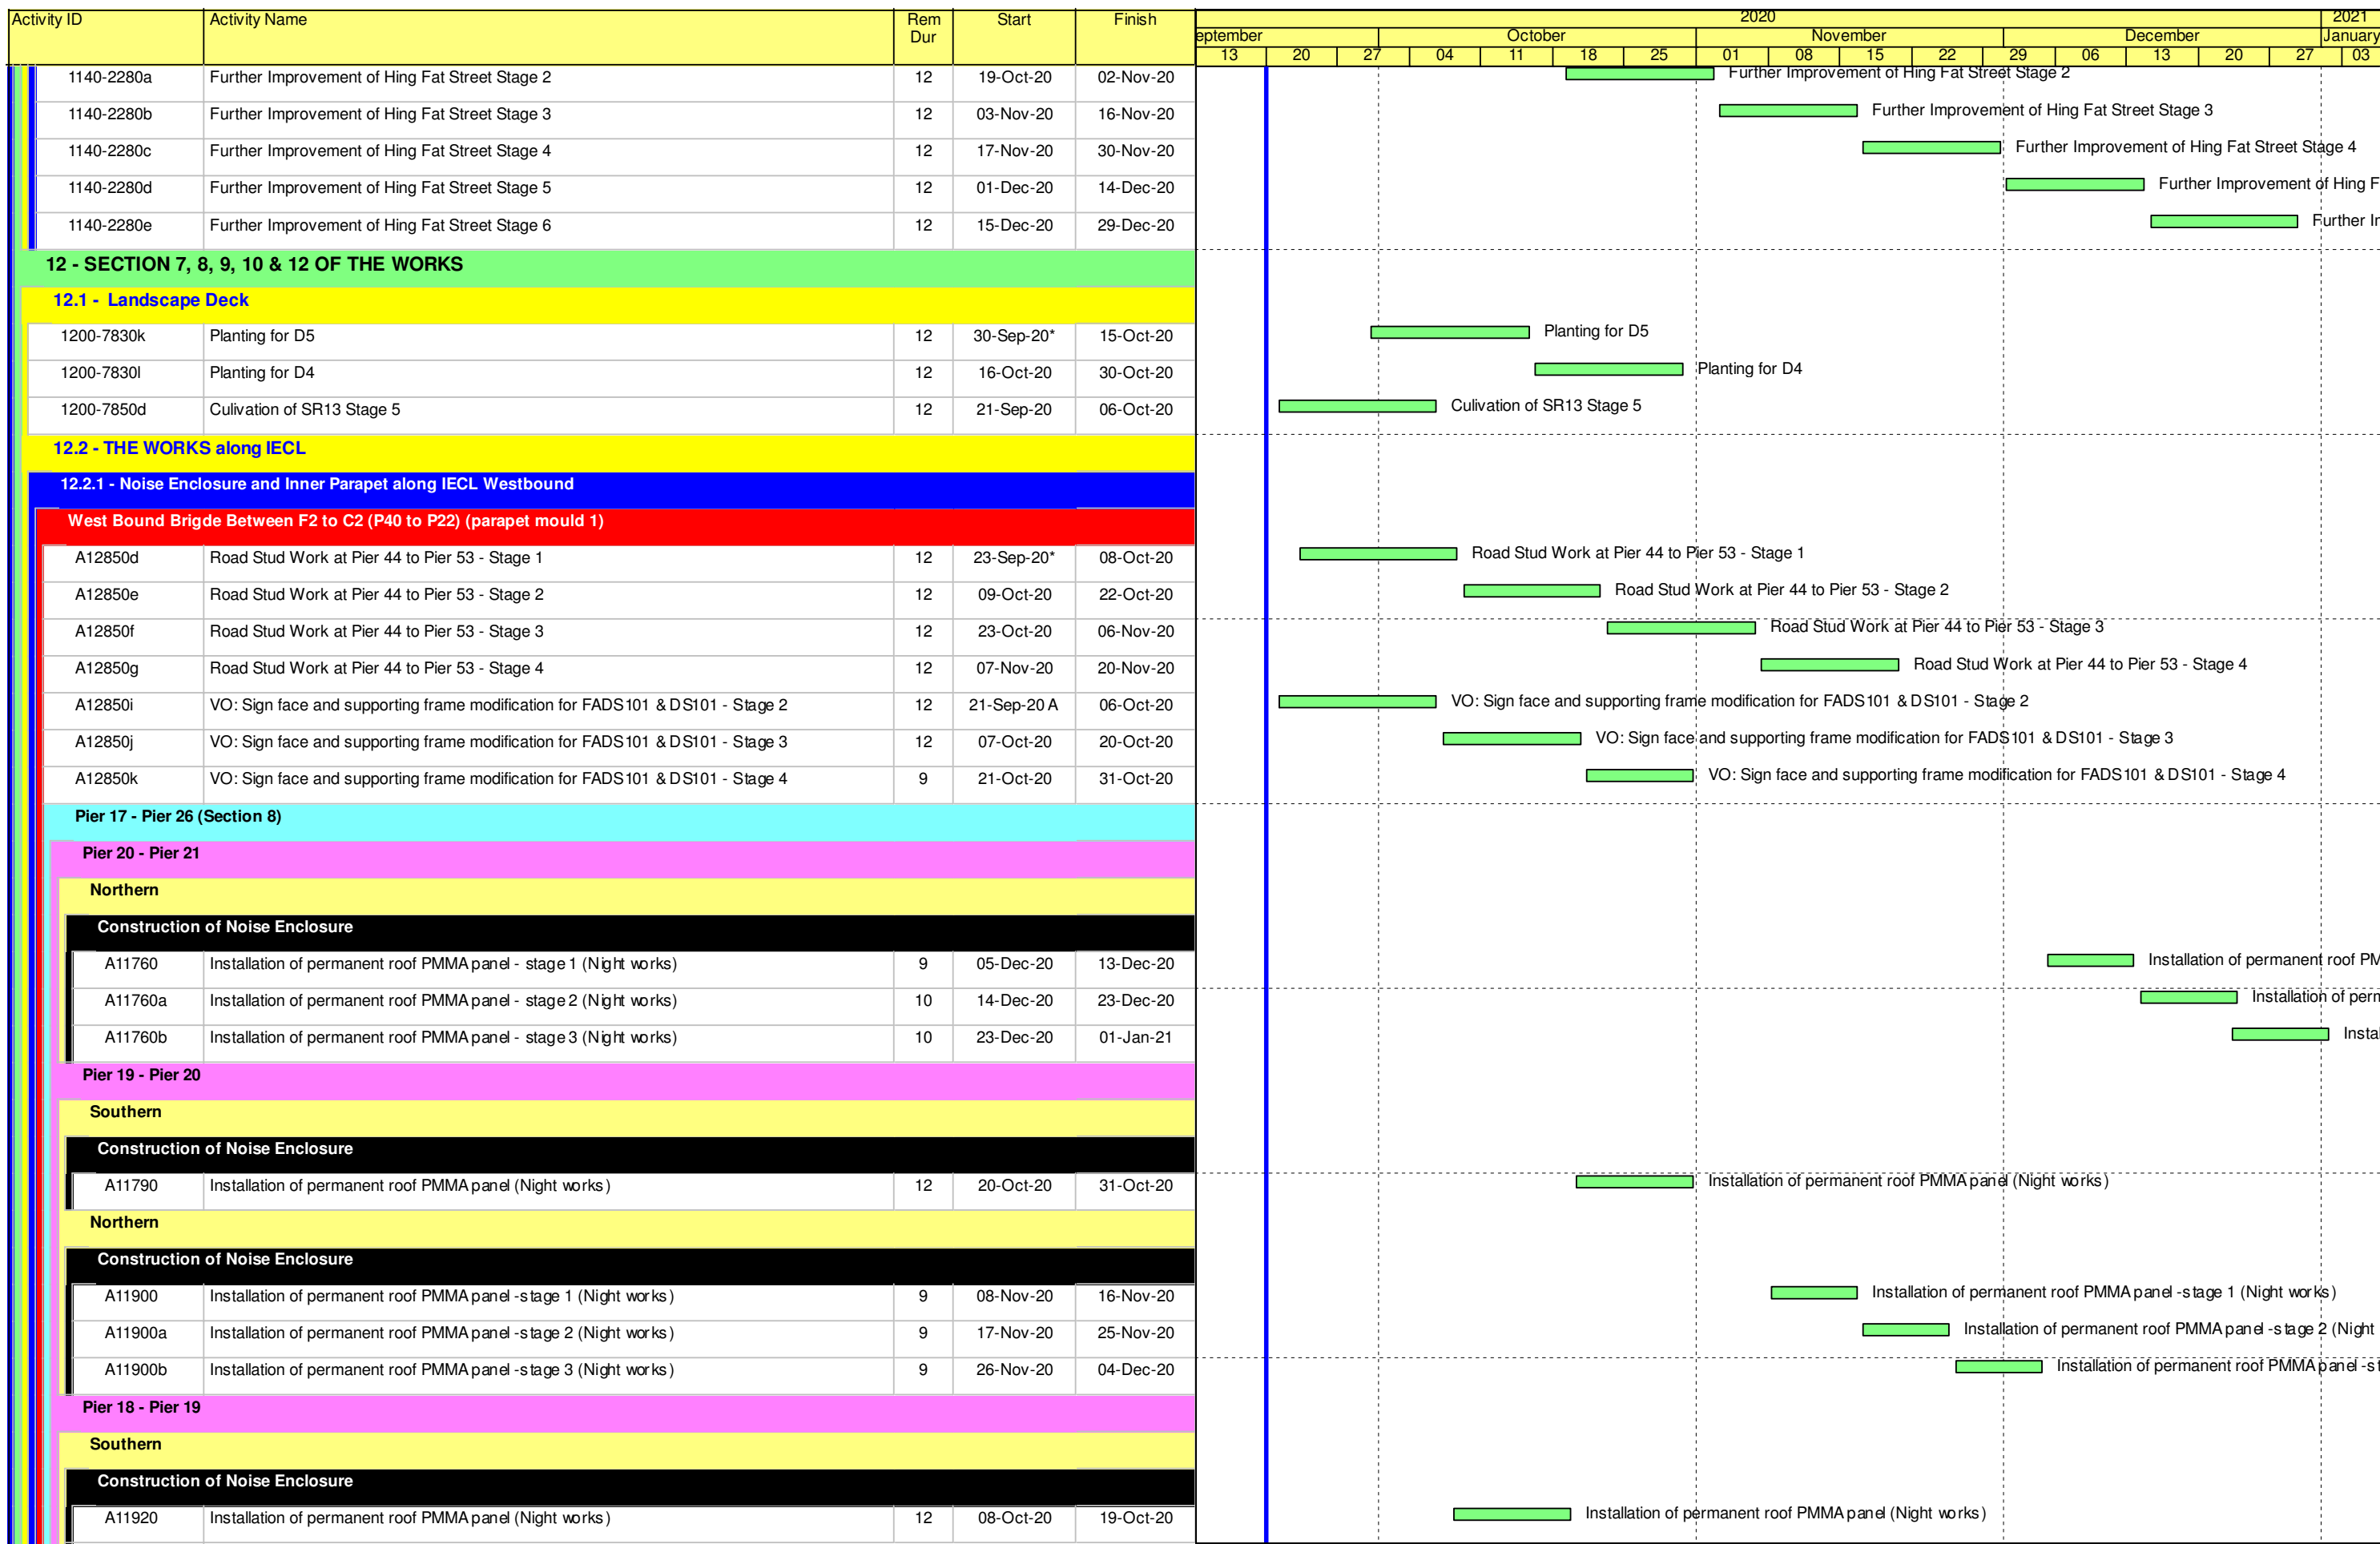 Activity ID Activity Name Rem Dur Start Finish 2020 2021
eptember October November December January
13 20 27 04 11 18 25 01 08 15 22 29 06 13 20 27 03
1140-2280a Further Improvement of Hing Fat Street Stage 2 12 19-Oct-20 02-Nov-20 Further Improvement of Hing Fat Street Stage 2
1140-2280b Further Improvement of Hing Fat Street Stage 3 12 03-Nov-20 16-Nov-20 Further Improvement of Hing Fat Street Stage 3
1140-2280c Further Improvement of Hing Fat Street Stage 4 12 17-Nov-20 30-Nov-20 Further Improvement of Hing Fat Street Stage 4
1140-2280d Further Improvement of Hing Fat Street Stage 5 12 01-Dec-20 14-Dec-20 Further Improvement of Hing F
1140-2280e Further Improvement of Hing Fat Street Stage 6 12 15-Dec-20 29-Dec-20 Further Im
12 - SECTION 7, 8, 9, 10 & 12 OF THE WORKS
12.1 - Landscape Deck
1200-7830k Planting for D5 12 30-Sep-20* 15-Oct-20 Planting for D5
1200-7830l Planting for D4 12 16-Oct-20 30-Oct-20 Planting for D4
1200-7850d Culivation of SR13 Stage 5 12 21-Sep-20 06-Oct-20 Culivation of SR13 Stage 5
12.2 - THE WORKS along IECL
12.2.1 - Noise Enclosure and Inner Parapet along IECL Westbound
West Bound Brigde Between F2 to C2 (P40 to P22) (parapet mould 1)
A12850d Road Stud Work at Pier 44 to Pier 53 - Stage 1 12 23-Sep-20* 08-Oct-20 Road Stud Work at Pier 44 to Pier 53 - Stage 1
A12850e Road Stud Work at Pier 44 to Pier 53 - Stage 2 12 09-Oct-20 22-Oct-20 Road Stud Work at Pier 44 to Pier 53 - Stage 2
A12850f Road Stud Work at Pier 44 to Pier 53 - Stage 3 12 23-Oct-20 06-Nov-20 Road Stud Work at Pier 44 to Pier 53 - Stage 3
A12850g Road Stud Work at Pier 44 to Pier 53 - Stage 4 12 07-Nov-20 20-Nov-20 Road Stud Work at Pier 44 to Pier 53 - Stage 4
A12850i VO: Sign face and supporting frame modification for FADS101 & DS101 - Stage 2 12 21-Sep-20 A 06-Oct-20 VO: Sign face and supporting frame modification for FADS101 & DS101 - Stage 2
A12850j VO: Sign face and supporting frame modification for FADS101 & DS101 - Stage 3 12 07-Oct-20 20-Oct-20 VO: Sign face and supporting frame modification for FADS101 & DS101 - Stage 3
A12850k VO: Sign face and supporting frame modification for FADS101 & DS101 - Stage 4 9 21-Oct-20 31-Oct-20 VO: Sign face and supporting frame modification for FADS101 & DS101 - Stage 4
Pier 17 - Pier 26 (Section 8)
Pier 20 - Pier 21
Northern
Construction of Noise Enclosure
A11760 Installation of permanent roof PMMA panel - stage 1 (Night works) 9 05-Dec-20 13-Dec-20 Installation of permanent roof PM
A11760a Installation of permanent roof PMMA panel - stage 2 (Night works) 10 14-Dec-20 23-Dec-20 Installation of perm
A11760b Installation of permanent roof PMMA panel - stage 3 (Night works) 10 23-Dec-20 01-Jan-21 Instal
Pier 19 - Pier 20
Southern
Construction of Noise Enclosure
A11790 Installation of permanent roof PMMA panel (Night works) 12 20-Oct-20 31-Oct-20 Installation of permanent roof PMMA panel (Night works)
Northern
Construction of Noise Enclosure
A11900 Installation of permanent roof PMMA panel -stage 1 (Night works) 9 08-Nov-20 16-Nov-20 Installation of permanent roof PMMA panel -stage 1 (Night works)
A11900a Installation of permanent roof PMMA panel -stage 2 (Night works) 9 17-Nov-20 25-Nov-20 Installation of permanent roof PMMA panel -stage 2 (Night
A11900b Installation of permanent roof PMMA panel -stage 3 (Night works) 9 26-Nov-20 04-Dec-20 Installation of permanent roof PMMA panel -st
Pier 18 - Pier 19
Southern
Construction of Noise Enclosure
A11920 Installation of permanent roof PMMA panel (Night works) 12 08-Oct-20 19-Oct-20 Installation of permanent roof PMMA panel (Night works)